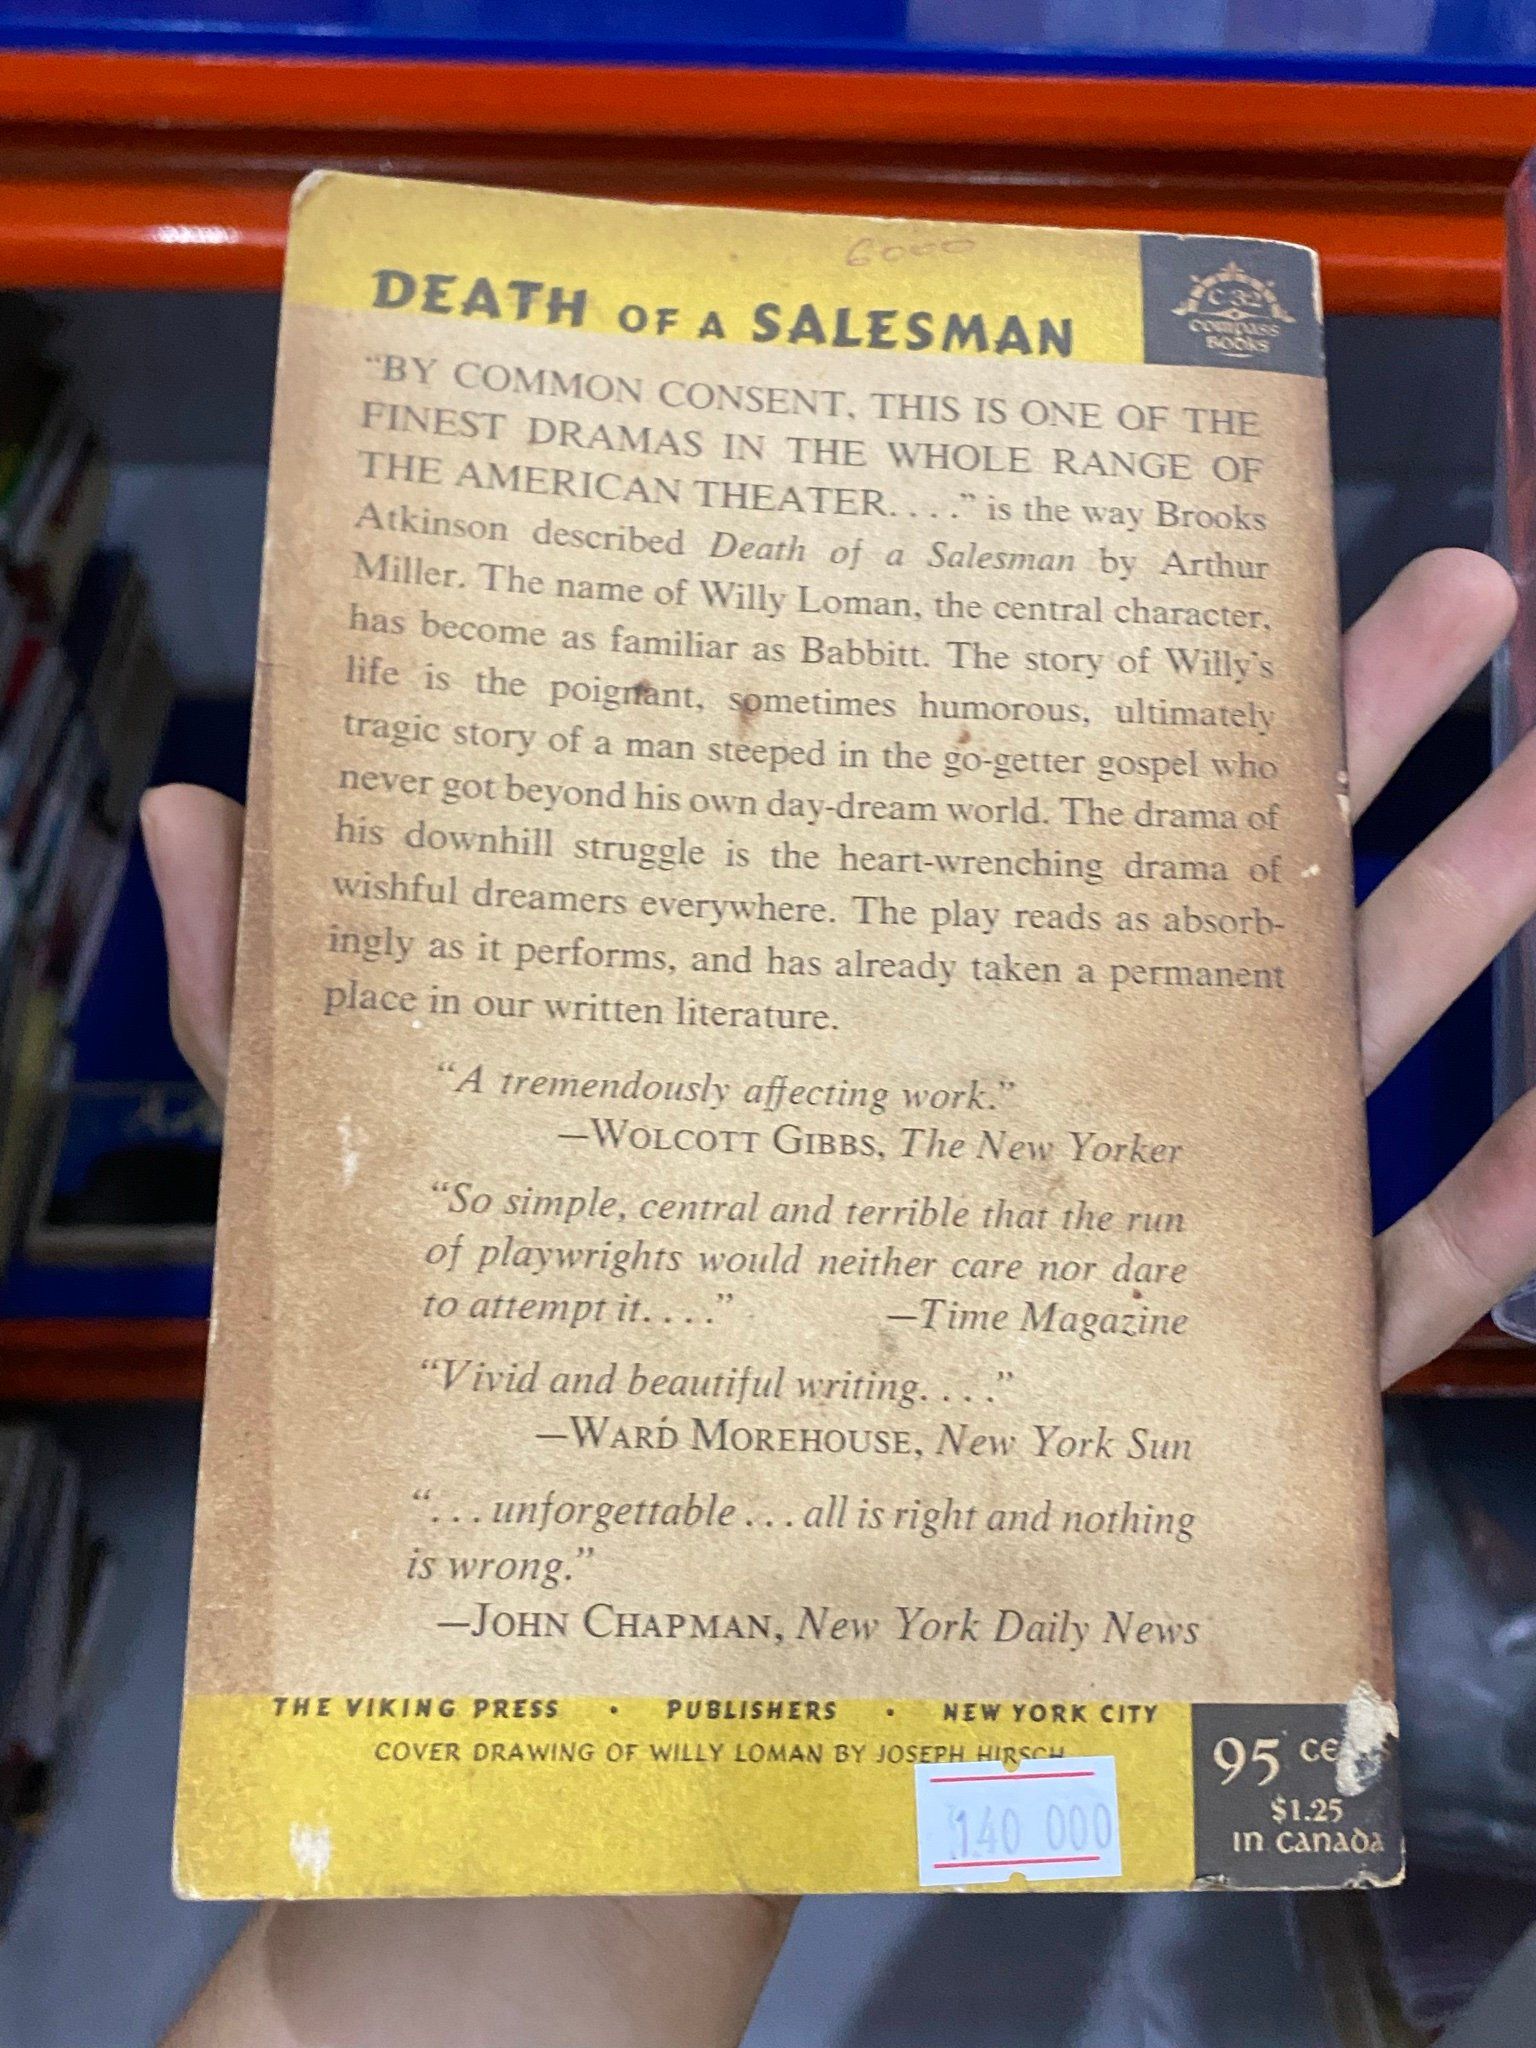 6000
DEATH OF A SALESMAN
C 32
COMPASS
BOOKS
“BY COMMON CONSENT, THIS IS ONE OF THE
FINEST DRAMAS IN THE WHOLE RANGE OF
THE AMERICAN THEATER. . . .” is the way Brooks
Atkinson described Death of a Salesman by Arthur
Miller. The name of Willy Loman, the central character,
has become as familiar as Babbitt. The story of Willy's
life is the poignant, sometimes humorous, ultimately
tragic story of a man steeped in the go-getter gospel who
never got beyond his own day-dream world. The drama of
his downhill struggle is the heart-wrenching drama of
wishful dreamers everywhere. The play reads as absorb-
ingly as it performs, and has already taken a permanent
place in our written literature.
“A tremendously affecting work.”
—WOLCOTT GIBBS, The New Yorker
“So simple, central and terrible that the run
of playwrights would neither care nor dare
to attempt it. . . .” —Time Magazine
“Vivid and beautiful writing. . . .”
—WARD MOREHOUSE, New York Sun
“. . . unforgettable . . . all is right and nothing
is wrong.”
—JOHN CHAPMAN, New York Daily News
THE VIKING PRESS • PUBLISHERS • NEW YORK CITY
COVER DRAWING OF WILLY LOMAN BY JOSEPH HIRSCH
140 000
95
$1.25
IN CANADA